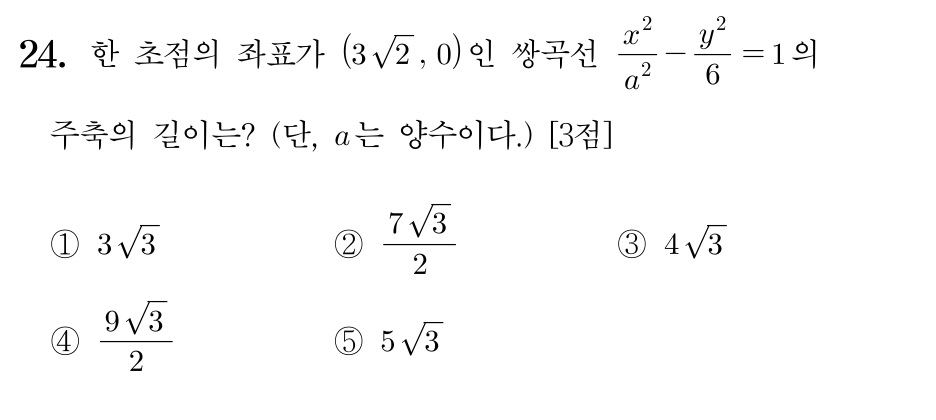 24. 한 초점의 좌표가 (3√2, 0)인 쌍곡선 x²/a² − y²/6 = 1의
주축의 길이는? (단, a는 양수이다.) [3점]
① 3√3 ② 7√3/2 ③ 4√3
④ 9√3/2 ⑤ 5√3